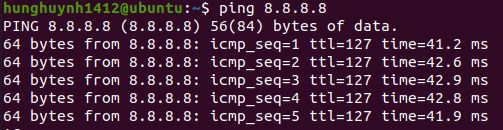 hunghuynh1412@ubuntu:~$ ping 8.8.8.8
PING 8.8.8.8 (8.8.8.8) 56(84) bytes of data.
64 bytes from 8.8.8.8: icmp_seq=1 ttl=127 time=41.2 ms
64 bytes from 8.8.8.8: icmp_seq=2 ttl=127 time=42.6 ms
64 bytes from 8.8.8.8: icmp_seq=3 ttl=127 time=42.9 ms
64 bytes from 8.8.8.8: icmp_seq=4 ttl=127 time=42.8 ms
64 bytes from 8.8.8.8: icmp_seq=5 ttl=127 time=41.9 ms